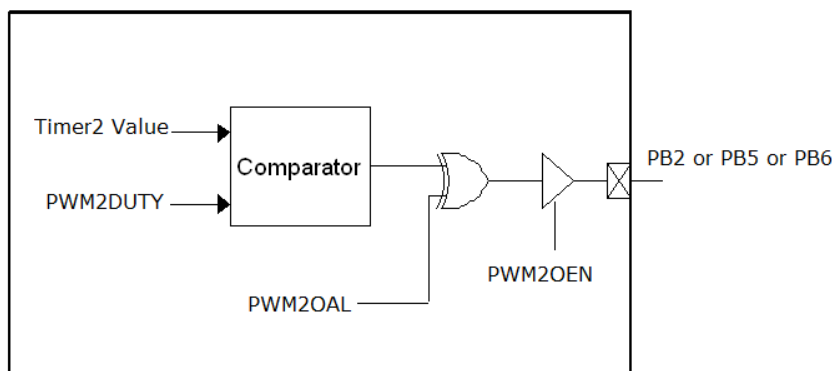 Timer2 Value
Comparator
PB2 or PB5 or PB6
PWM2DUTY
PWM2OEN
PWM2OAL